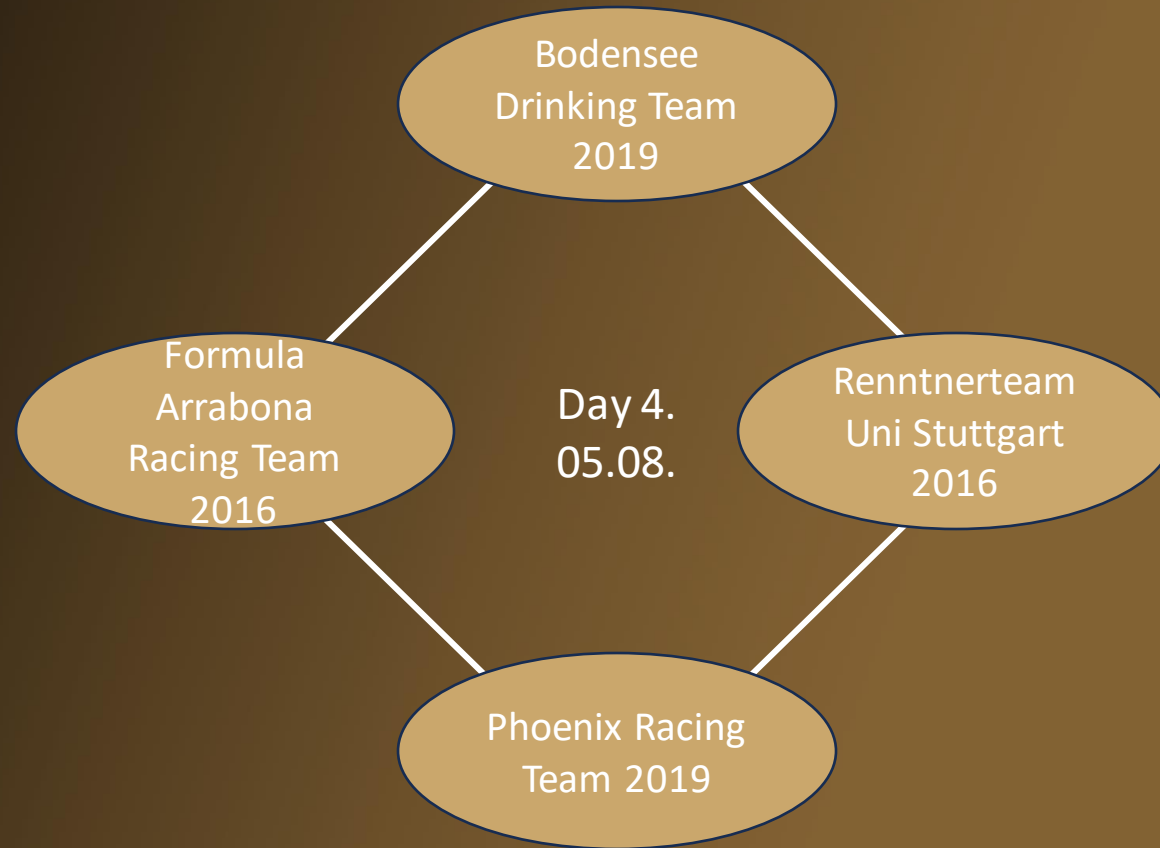 Bodensee
Drinking Team
2019
Formula
Arrabona
Racing Team
2016
Day 4.
05.08.
Renntnerteam
Uni Stuttgart
2016
Phoenix Racing
Team 2019